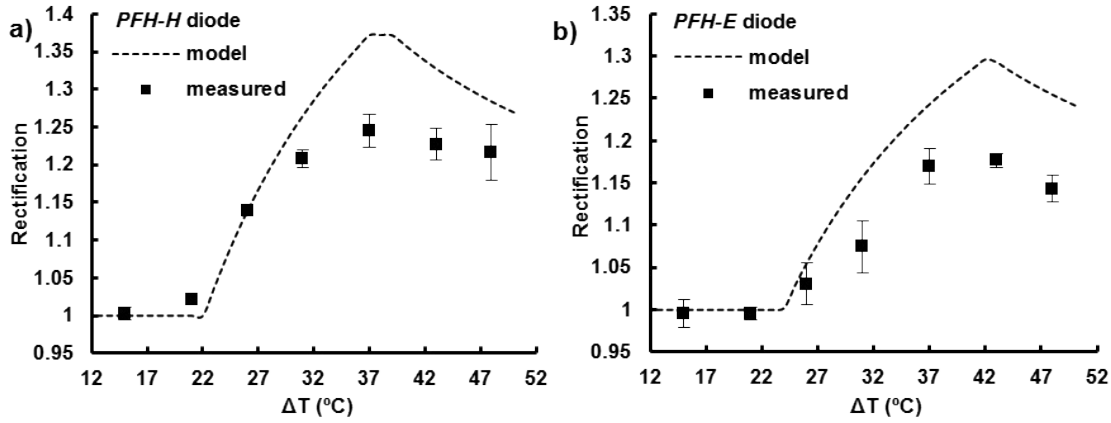 a)
PFH-H diode
model
measured
Rectification
1.4
1.35
1.3
1.25
1.2
1.15
1.1
1.05
1
0.95
12 17 22 27 32 37 42 47 52
ΔT (ºC)
b)
PFH-E diode
model
measured
Rectification
1.35
1.3
1.25
1.2
1.15
1.1
1.05
1
0.95
12 17 22 27 32 37 42 47 52
ΔT (ºC)